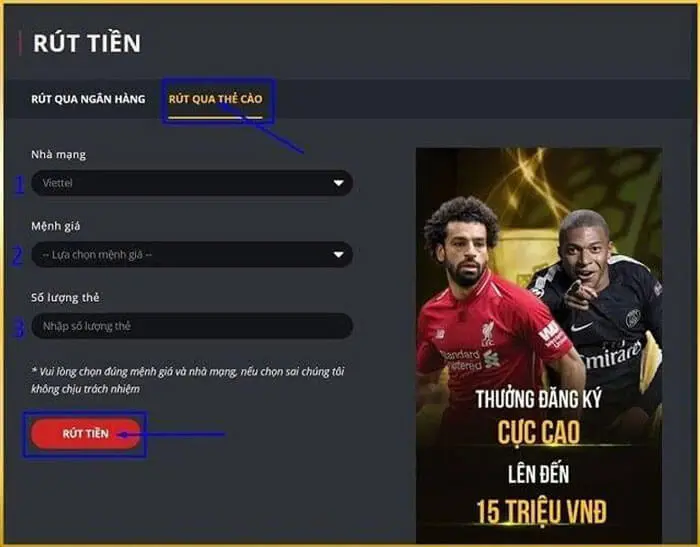 RÚT TIỀN
RÚT QUA NGÂN HÀNG RÚT QUA THẺ CÀO
Nhà mạng
1 Viettel
Mệnh giá
2 -- Lựa chọn mệnh giá --
Số lượng thẻ
3 Nhập số lượng thẻ
* Vui lòng chọn đúng mệnh giá và nhà mạng, nếu chọn sai chúng tôi
không chịu trách nhiệm
RÚT TIỀN
L.F.C.
Standard
Chartered
Emirates
THƯỞNG ĐĂNG KÝ
CỰC CAO
LÊN ĐẾN
15 TRIỆU VNĐ